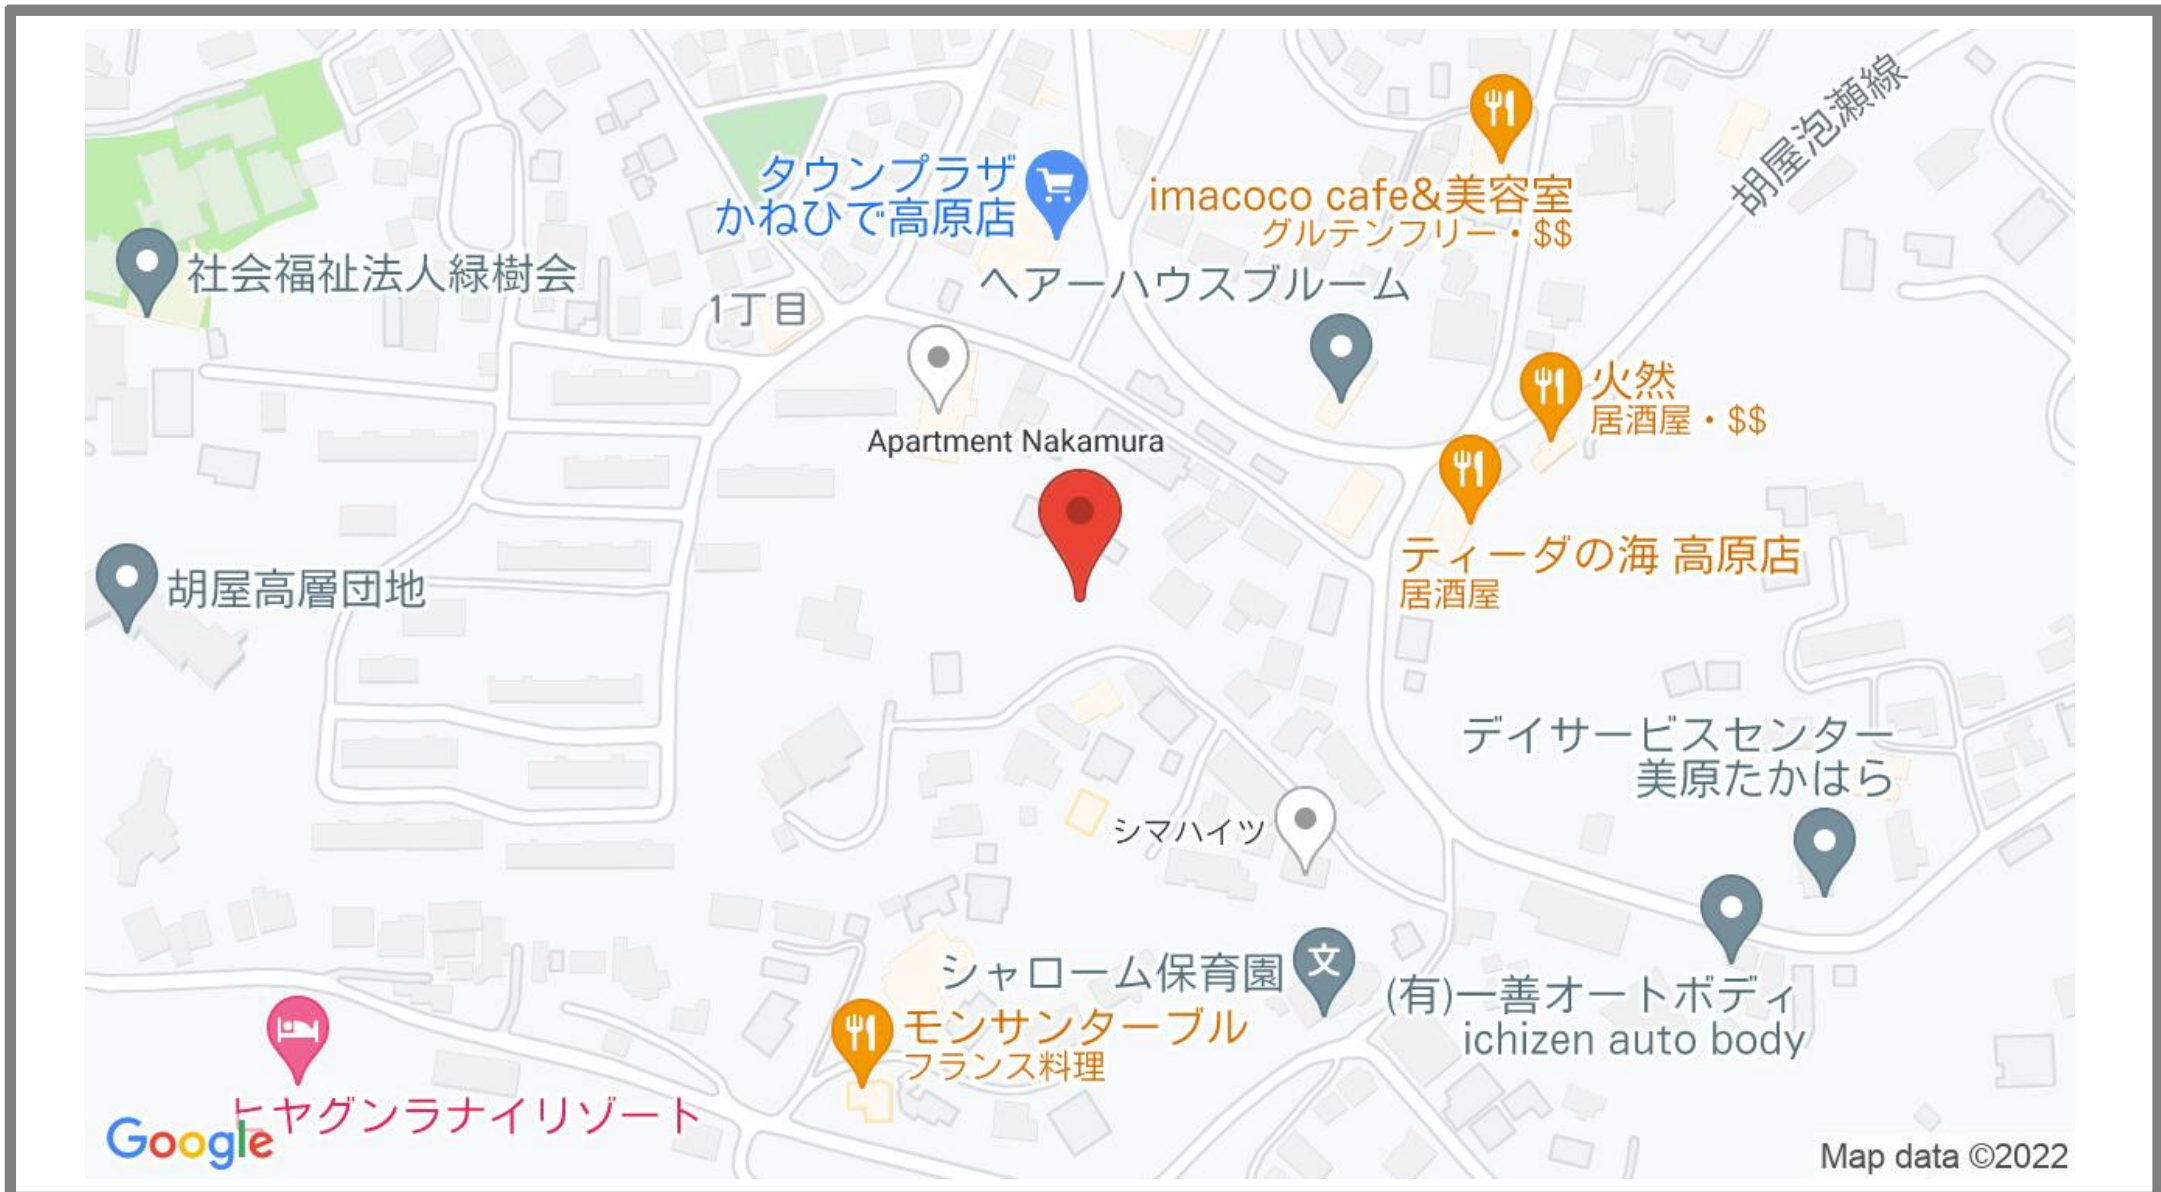 胡屋泡瀬線
タウンプラザ
かねひで高原店
imacoco cafe&美容室
グルテンフリー・$$
社会福祉法人緑樹会
ヘアーハウスブルーム
1丁目
火然
居酒屋・$$
Apartment Nakamura
ティーダの海 高原店
居酒屋
胡屋高層団地
デイサービスセンター
美原たかはら
シマハイツ
シャローム保育園
文
(有)一善オートボディ
ichizen auto body
モンサンターブル
フランス料理
ヒヤグンラナイリゾート
Google
Map data ©2022